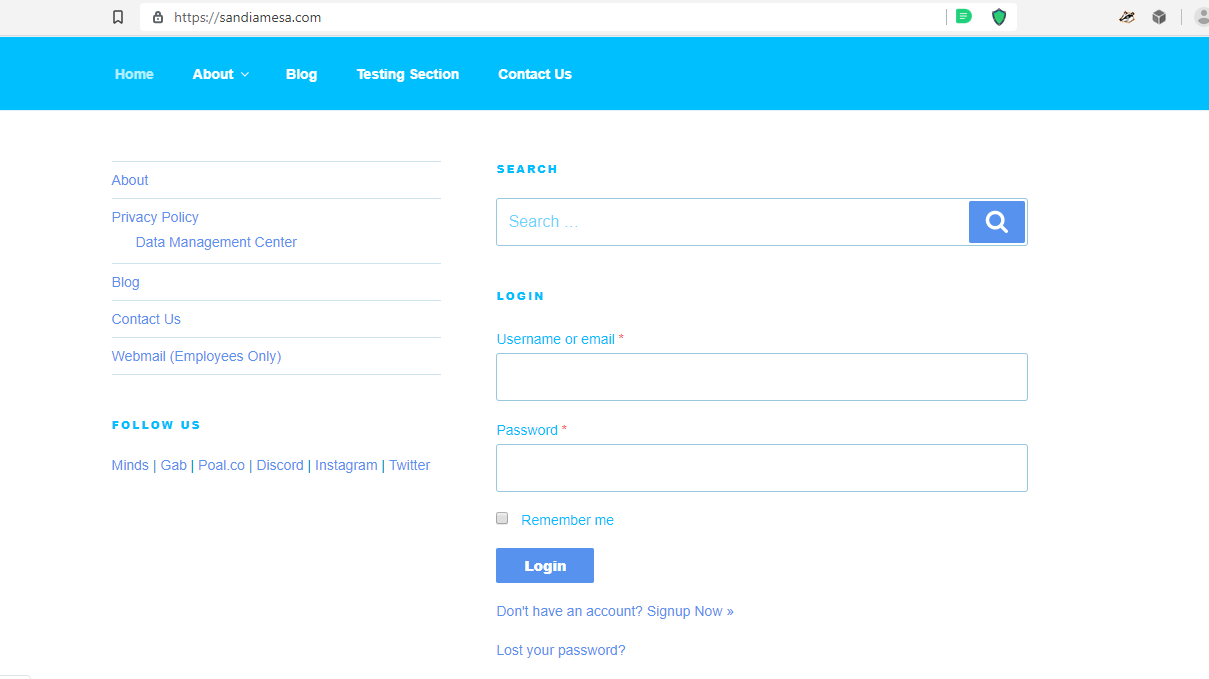 https://sandiamesa.com
Home About Blog Testing Section Contact Us
About
Privacy Policy
Data Management Center
Blog
Contact Us
Webmail (Employees Only)
FOLLOW US
Minds | Gab | Poal.co | Discord | Instagram | Twitter
SEARCH
Search …
LOGIN
Username or email *
Password *
Remember me
Login
Don't have an account? Signup Now »
Lost your password?